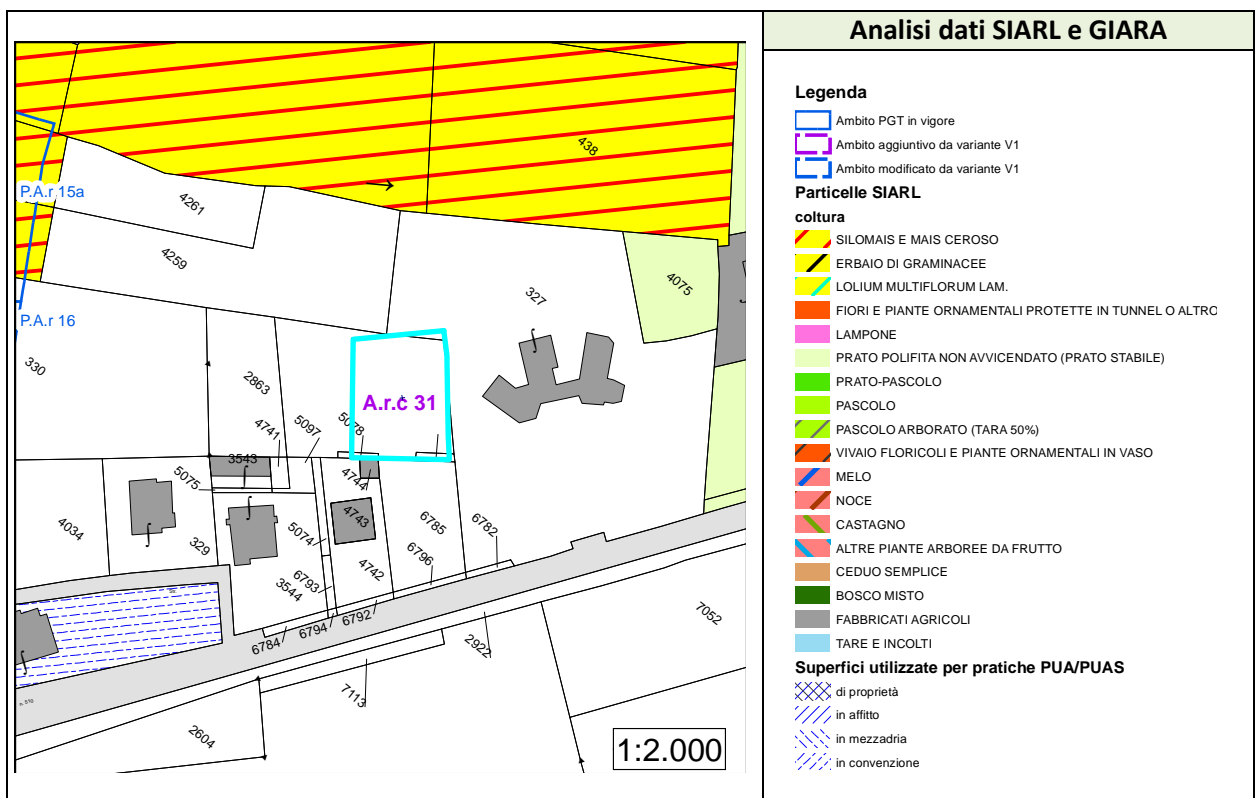 Analisi dati SIARL e GIARA
Legenda
Ambito PGT in vigore
Ambito aggiuntivo da variante V1
Ambito modificato da variante V1
Particelle SIARL
coltura
SILOMAIS E MAIS CEROSO
ERBAIO DI GRAMINACEE
LOLIUM MULTIFLORUM LAM.
FIORI E PIANTE ORNAMENTALI PROTETTE IN TUNNEL O ALTRO
LAMPONE
PRATO POLIFITA NON AVVICENDATO (PRATO STABILE)
PRATO-PASCOLO
PASCOLO
PASCOLO ARBORATO (TARA 50%)
VIVAIO FLORICOLI E PIANTE ORNAMENTALI IN VASO
MELO
NOCE
CASTAGNO
ALTRE PIANTE ARBOREE DA FRUTTO
CEDUO SEMPLICE
BOSCO MISTO
FABBRICATI AGRICOLI
TARE E INCOLTI
Superfici utilizzate per pratiche PUA/PUAS
di proprietà
in affitto
in mezzadria
in convenzione
438
P.A.r 15a
4261
4259
4075
327
P.A.r 16
330
2863
A.r.c 31
5078
4741
5097
3543
5075
4744
4743
6785
6782
4034
329
5074
6796
4742
6793
3544
7052
6792
6794
6784
2922
7113
2604
1:2.000